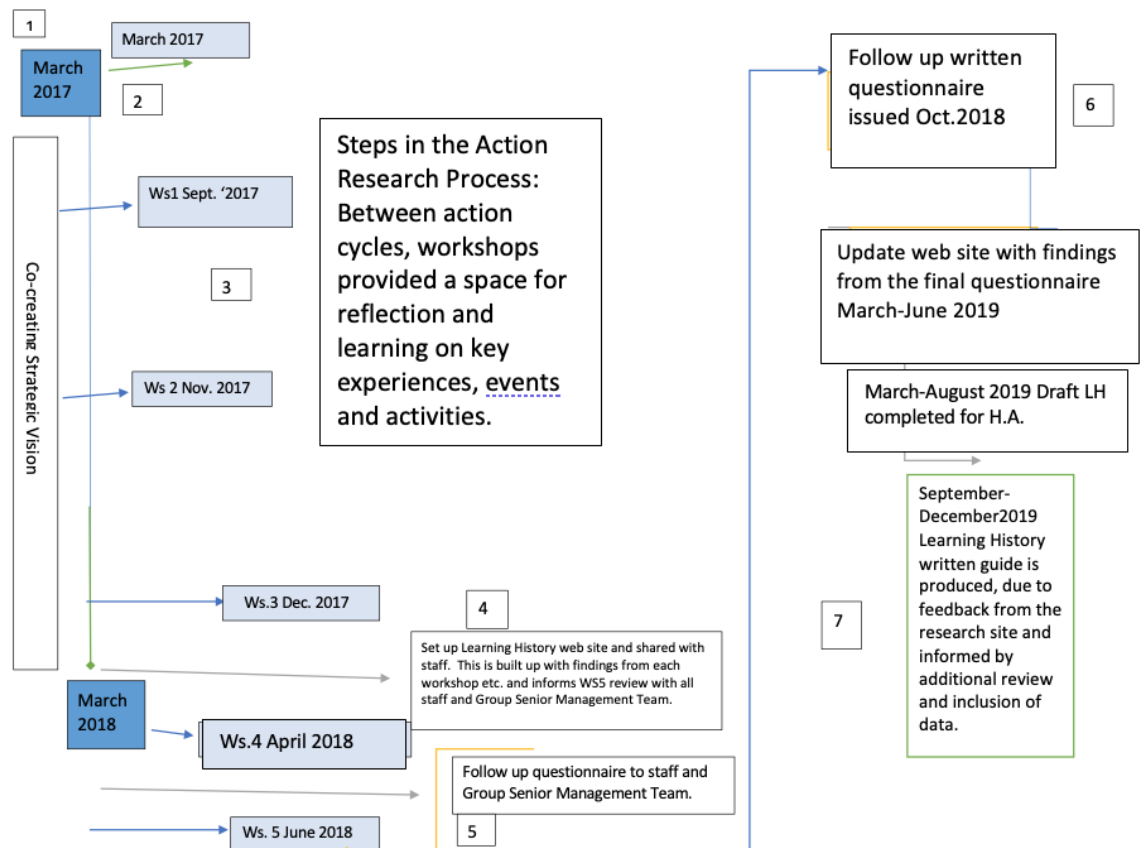 1
March 2017
March
2017
2
Co-creating Strategic Vision
Ws1 Sept. ‘2017
3
Ws 2 Nov. 2017
Steps in the Action
Research Process:
Between action
cycles, workshops
provided a space for
reflection and
learning on key
experiences, events
and activities.
Ws.3 Dec. 2017
4
Set up Learning History web site and shared with
staff.  This is built up with findings from each
workshop etc. and informs WS5 review with all
staff and Group Senior Management Team.
March
2018
Ws.4 April 2018
Follow up questionnaire to staff and
Group Senior Management Team.
5
Ws. 5 June 2018
Follow up written
questionnaire
issued Oct.2018
6
Update web site with findings
from the final questionnaire
March-June 2019
March-August 2019 Draft LH
completed for H.A.
September-
December2019
Learning History
written guide is
produced, due to
feedback from the
research site and
informed by
additional review
and inclusion of
data.
7